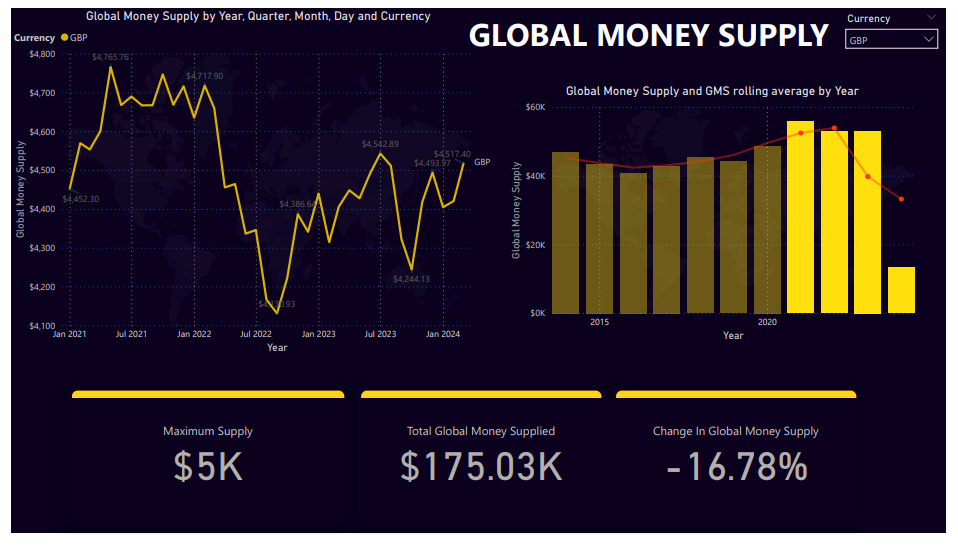 Global Money Supply by Year, Quarter, Month, Day and Currency
Currency GBP
GLOBAL MONEY SUPPLY
Currency
GBP
$4,800
$4,700
$4,600
$4,500
$4,400
$4,300
$4,200
$4,100
Global Money Supply
$4,765.76
$4,717.90
$4,452.30
$4,386.64
$4,542.89
$4,493.97
$4,517.40
GBP
$4,244.13
Jan 2021 Jul 2021 Jan 2022 Jul 2022 Jan 2023 Jul 2023 Jan 2024
Year
Global Money Supply and GMS rolling average by Year
$60K
$40K
$20K
$0K
Global Money Supply
2015 2020
Year
Maximum Supply
$5K
Total Global Money Supplied
$175.03K
Change In Global Money Supply
-16.78%